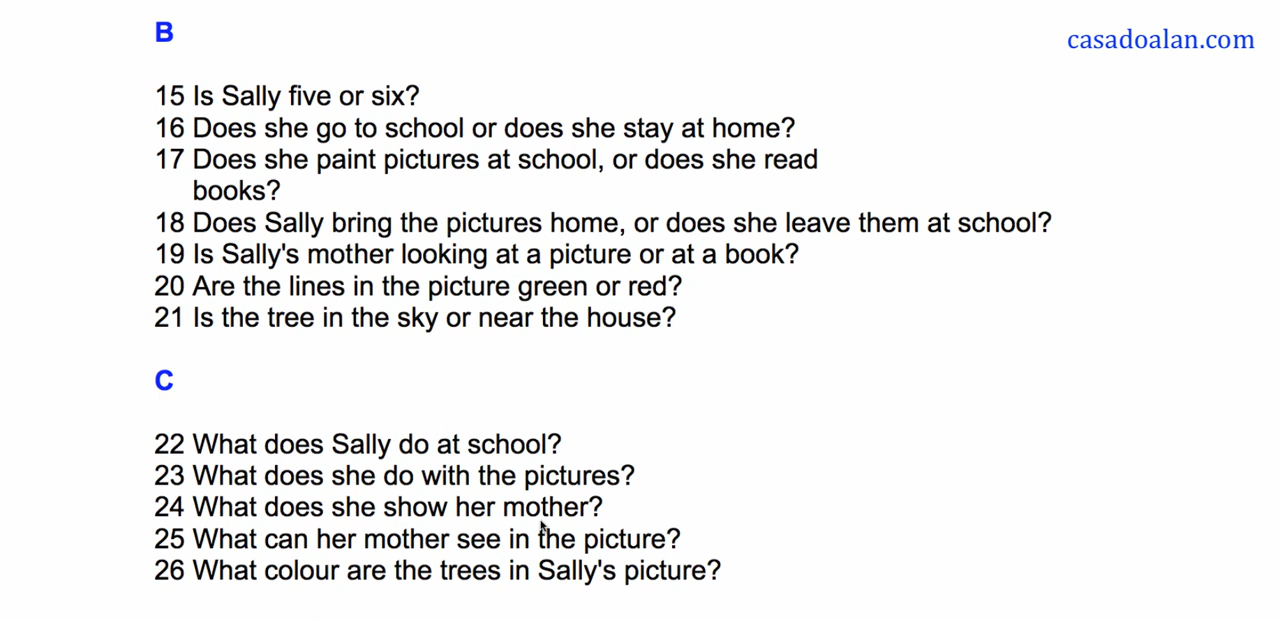 B
casadoalan.com
15 Is Sally five or six?
16 Does she go to school or does she stay at home?
17 Does she paint pictures at school, or does she read
books?
18 Does Sally bring the pictures home, or does she leave them at school?
19 Is Sally's mother looking at a picture or at a book?
20 Are the lines in the picture green or red?
21 Is the tree in the sky or near the house?
C
22 What does Sally do at school?
23 What does she do with the pictures?
24 What does she show her mother?
25 What can her mother see in the picture?
26 What colour are the trees in Sally's picture?